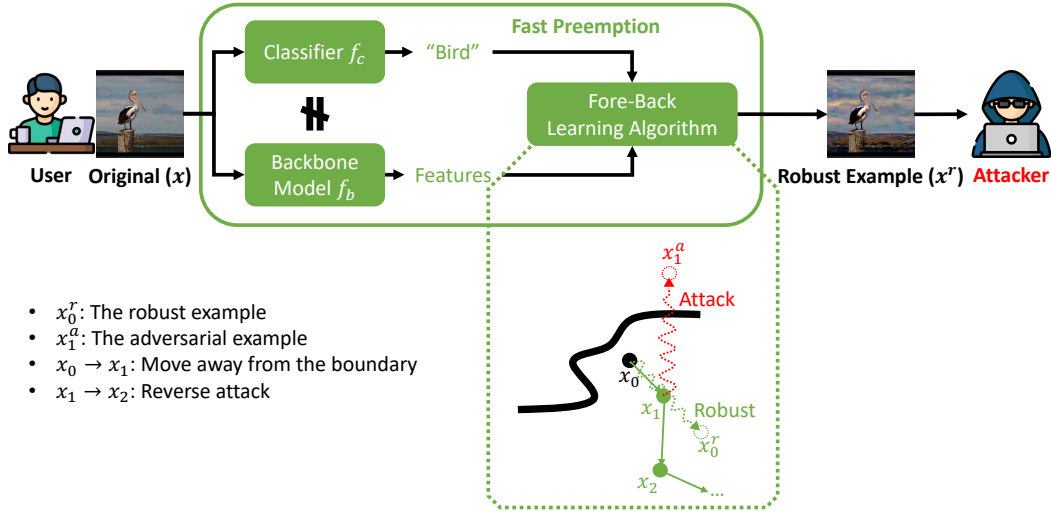 Fast Preemption
Classifier f_c
“Bird”
Fore-Back
Learning Algorithm
Backbone
Model f_b
Features
User
Original (x)
Robust Example (x^r)
Attacker
x_1^a
Attack
x_0
x_1
Robust
x_0^r
x_2
...
• x_0^r: The robust example
• x_1^a: The adversarial example
• x_0 → x_1: Move away from the boundary
• x_1 → x_2: Reverse attack